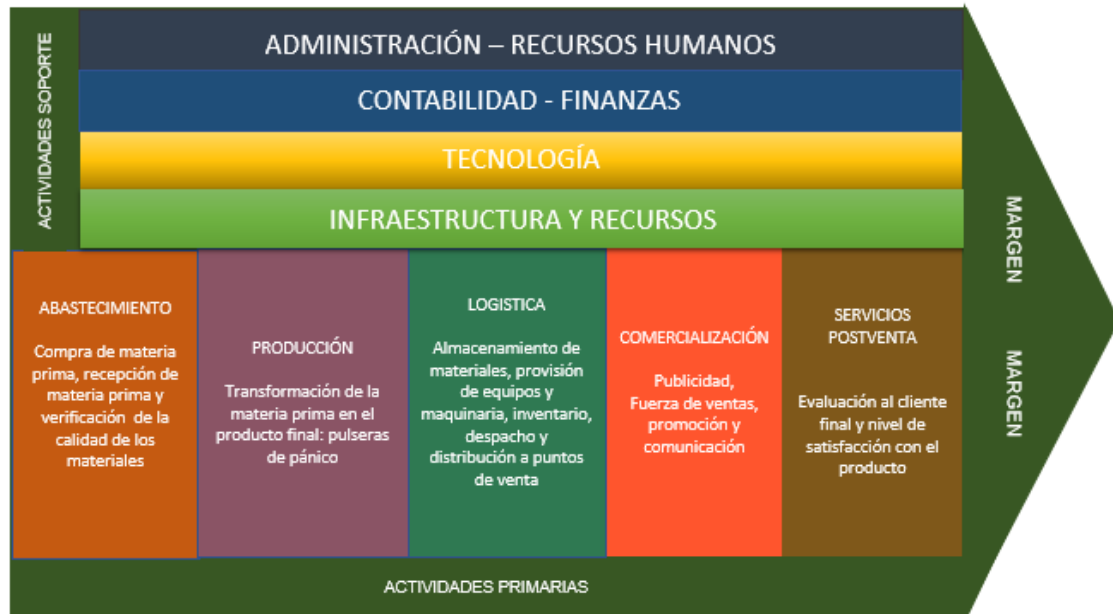 ACTIVIDADES SOPORTE
ADMINISTRACIÓN – RECURSOS HUMANOS
CONTABILIDAD - FINANZAS
TECNOLOGÍA
INFRAESTRUCTURA Y RECURSOS
ABASTECIMIENTO
Compra de materia
prima, recepción de
materia prima y
verificación de la
calidad de los
materiales
PRODUCCIÓN
Transformación de la
materia prima en el
producto final: pulseras
de pánico
LOGISTICA
Almacenamiento de
materiales, provisión
de equipos y
maquinaria, inventario,
despacho y
distribución a puntos
de venta
COMERCIALIZACIÓN
Publicidad,
Fuerza de ventas,
promoción y
comunicación
SERVICIOS
POSTVENTA
Evaluación al cliente
final y nivel de
satisfacción con el
producto
MARGEN
MARGEN
ACTIVIDADES PRIMARIAS